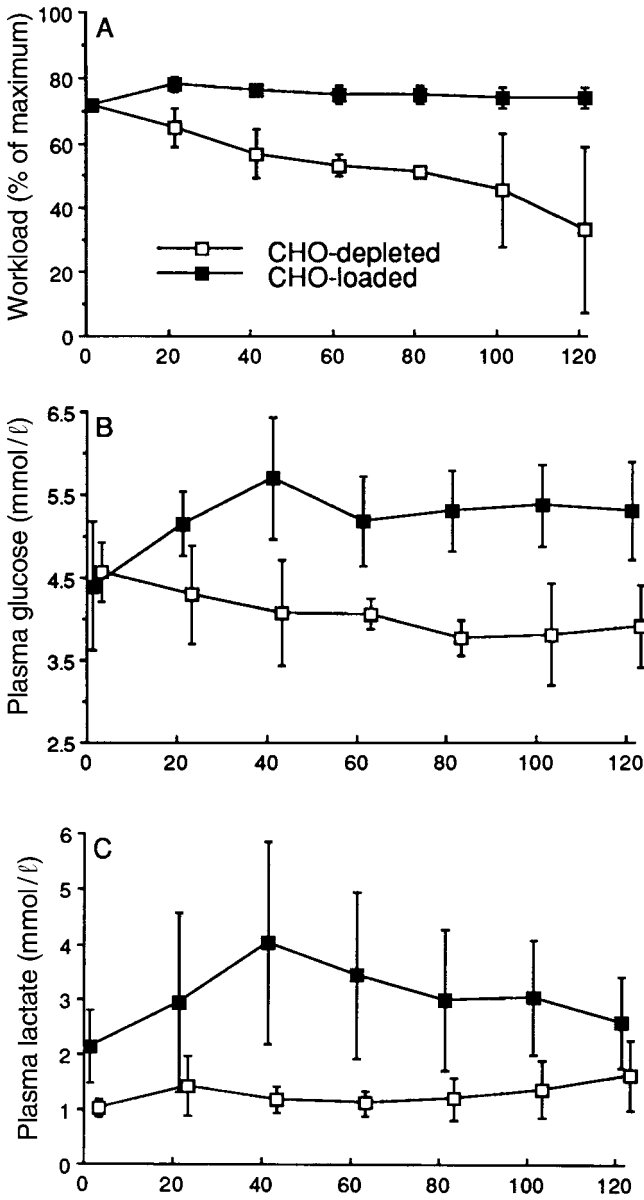 A
Workload (% of maximum)
100
80
60
40
20
0
CHO-depleted
CHO-loaded
0 20 40 60 80 100 120
B
Plasma glucose (mmol/ℓ)
6.5
5.5
4.5
3.5
2.5
0 20 40 60 80 100 120
C
Plasma lactate (mmol/ℓ)
6
5
4
3
2
1
0
0 20 40 60 80 100 120